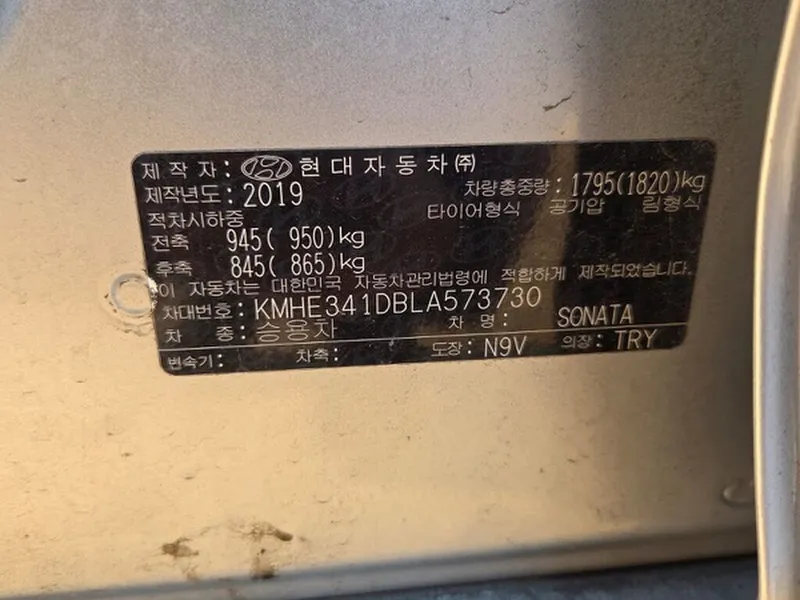 제작자: 현대자동차㈜
제작년도: 2019 차량총중량: 1795(1820)kg
적차시하중 타이어형식 공기압 림형식
전축 945( 950)kg
후축 845( 865)kg
이 자동차는 대한민국 자동차관리법령에 적합하게 제작되었습니다.
차대번호: KMHE341DBLA573730
차 종: 승용차 차 명: SONATA
변속기: 차축: 도장: N9V 의장: TRY